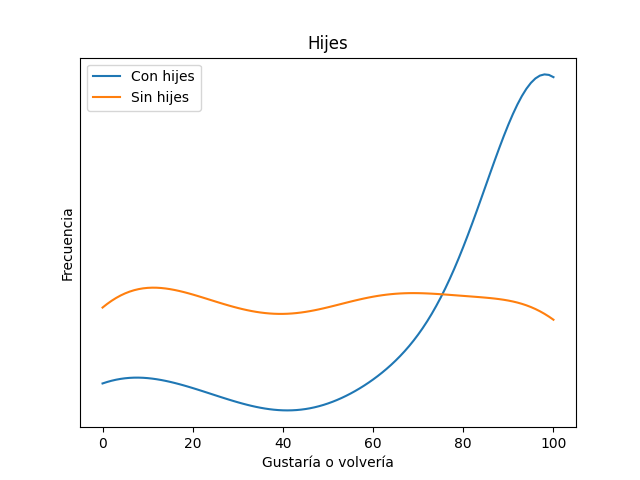 Hijes
Con hijes
Sin hijes
Frecuencia
0 20 40 60 80 100
Gustaría o volvería